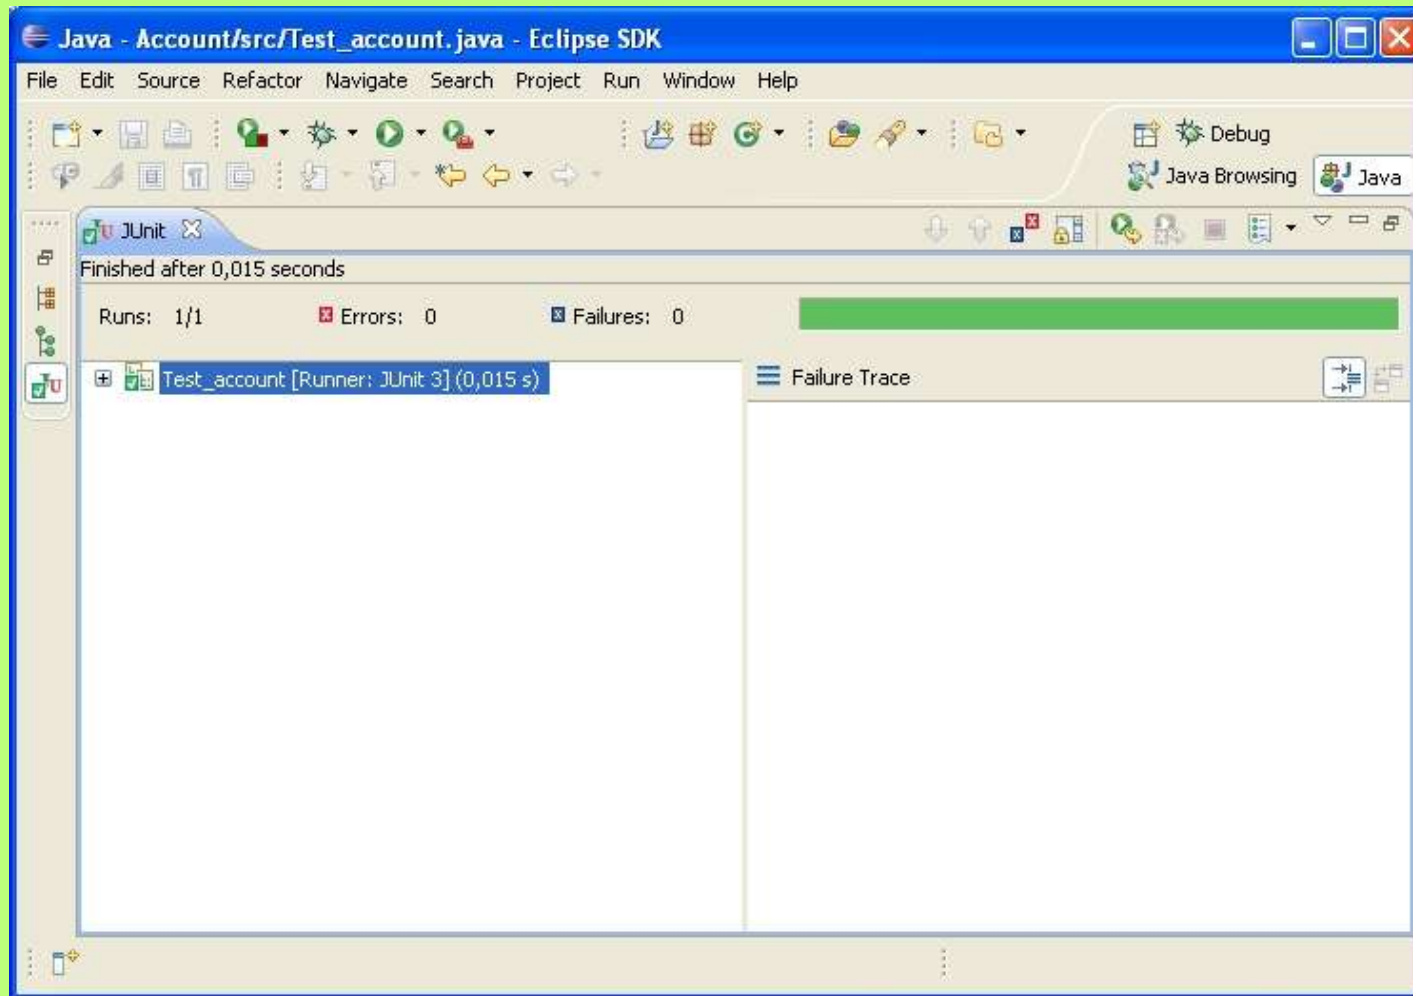 Java - Account/src/Test_account.java - Eclipse SDK
File Edit Source Refactor Navigate Search Project Run Window Help
Debug
Java Browsing Java
JUnit
Finished after 0,015 seconds
Runs: 1/1 Errors: 0 Failures: 0
Test_account [Runner: JUnit 3] (0,015 s)
Failure Trace